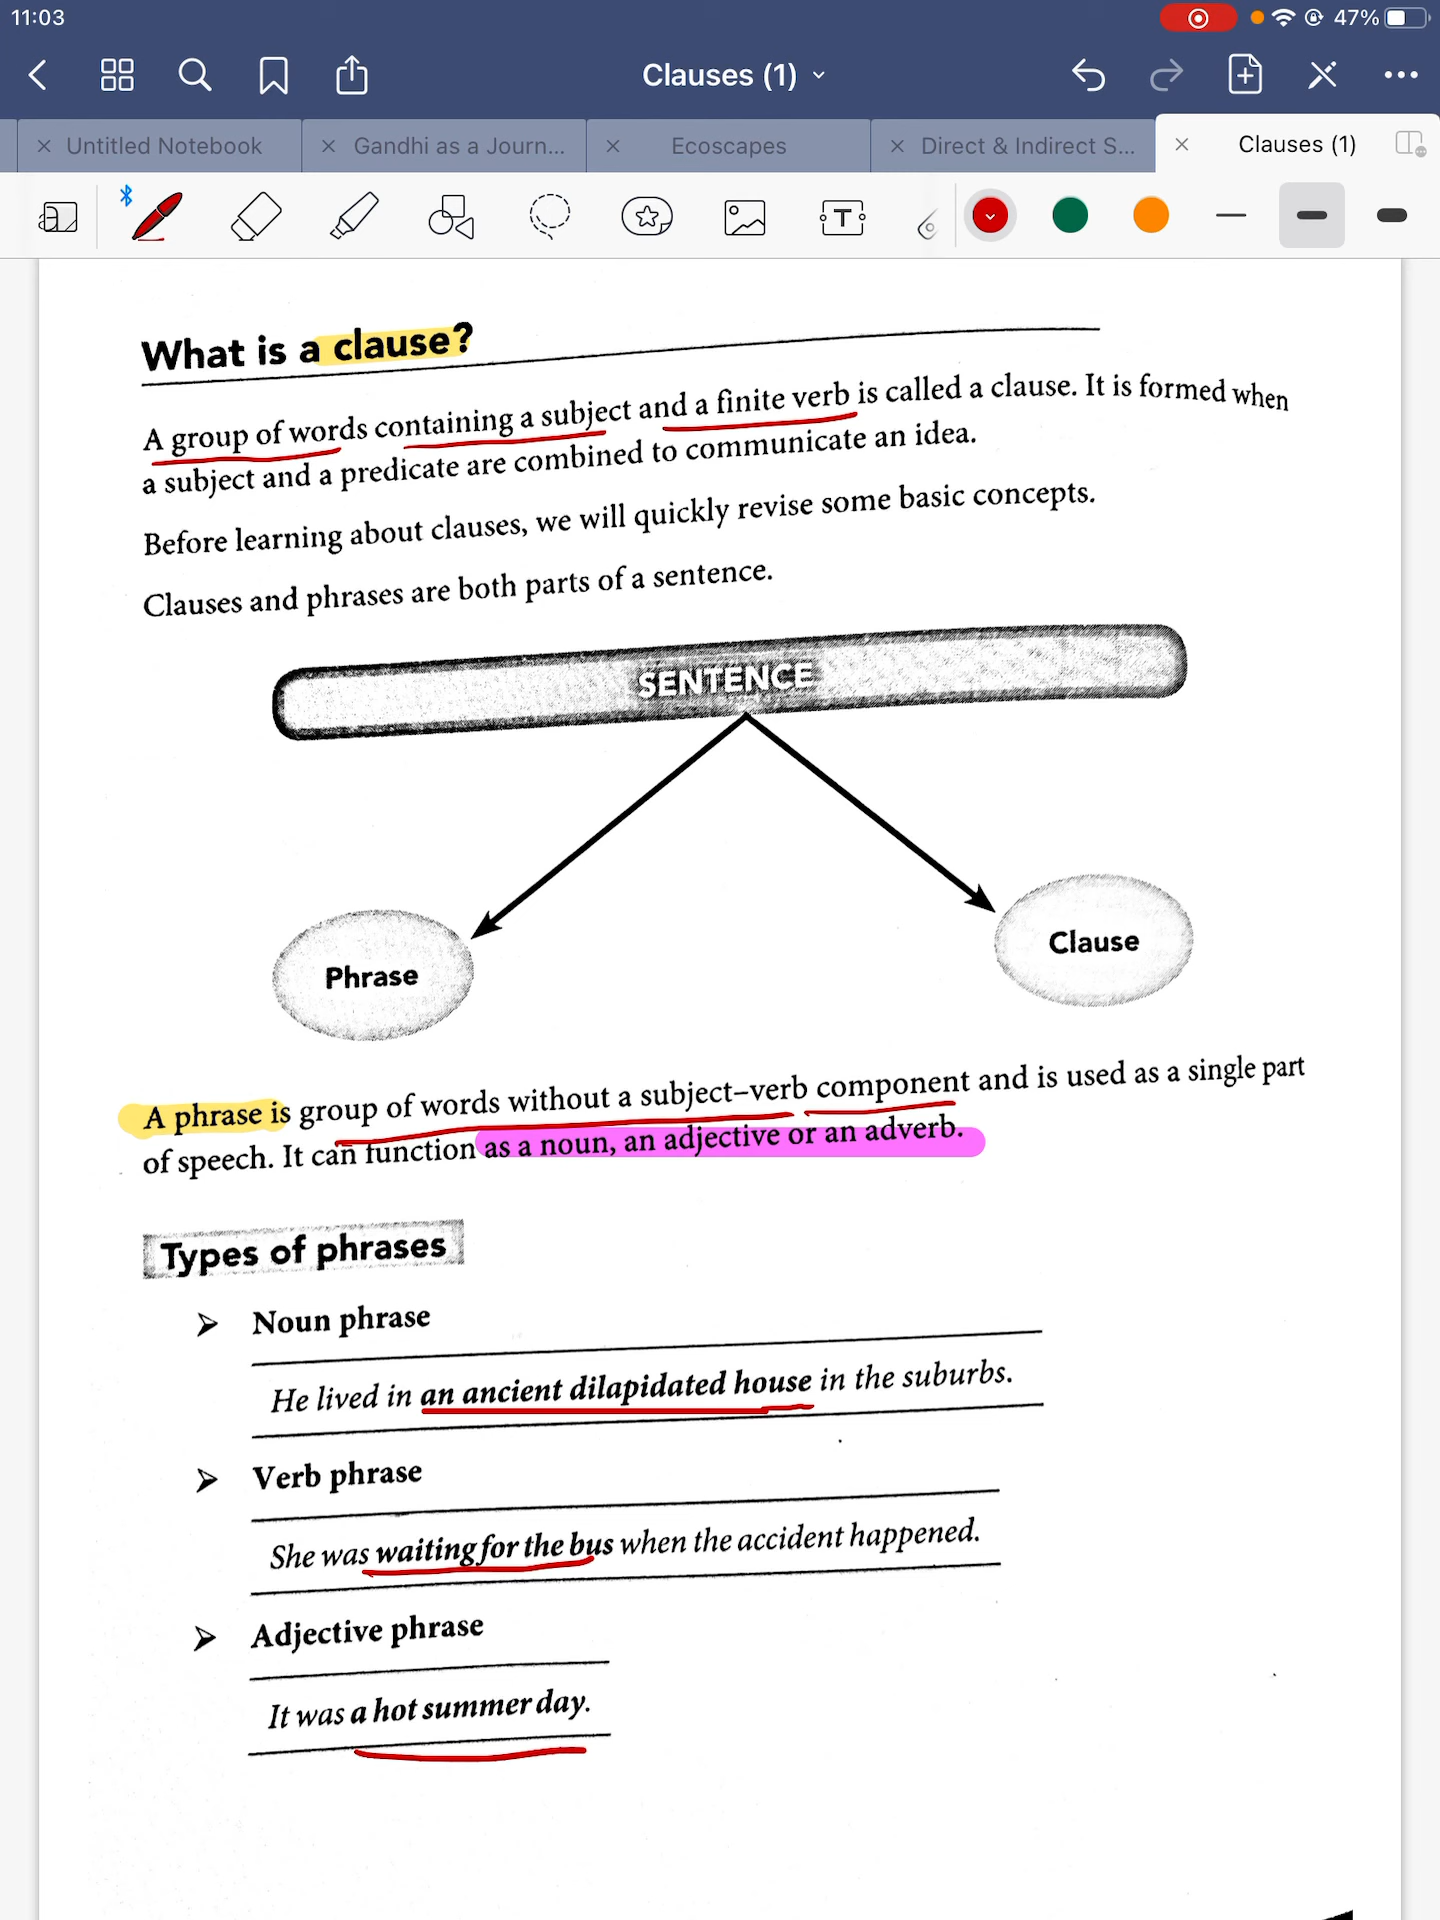 11:03
47%
Clauses (1)
Untitled Notebook
Gandhi as a Journ...
Ecoscapes
Direct & Indirect S...
Clauses (1)
What is a clause?
A group of words containing a subject and a finite verb is called a clause. It is formed when
a subject and a predicate are combined to communicate an idea.
Before learning about clauses, we will quickly revise some basic concepts.
Clauses and phrases are both parts of a sentence.
SENTENCE
Phrase
Clause
A phrase is group of words without a subject–verb component and is used as a single part
of speech. It can function as a noun, an adjective or an adverb.
Types of phrases
Noun phrase
He lived in an ancient dilapidated house in the suburbs.
Verb phrase
She was waiting for the bus when the accident happened.
Adjective phrase
It was a hot summer day.